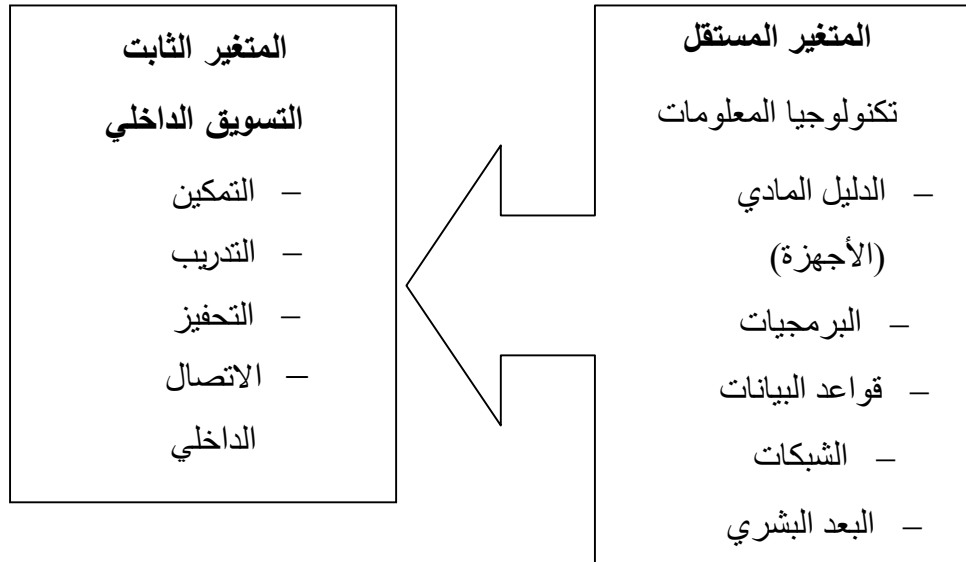 المتغير المستقل
تكنولوجيا المعلومات
– الدليل المادي
(الأجهزة)
– البرمجيات
– قواعد البيانات
– الشبكات
– البعد البشري
المتغير الثابت
التسويق الداخلي
– التمكين
– التدريب
– التحفيز
– الاتصال
الداخلي